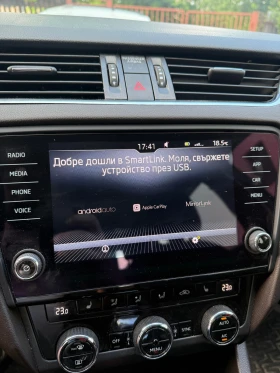 17:41
18.5°C
RADIO
MEDIA
PHONE
VOICE
SETUP
APP
CAR
MENU
Добре дошли в SmartLink. Моля, свържете
устройство през USB.
androidauto
Apple CarPlay
MirrorLink
23.0
23.0
MENU
SYNC
AUTO